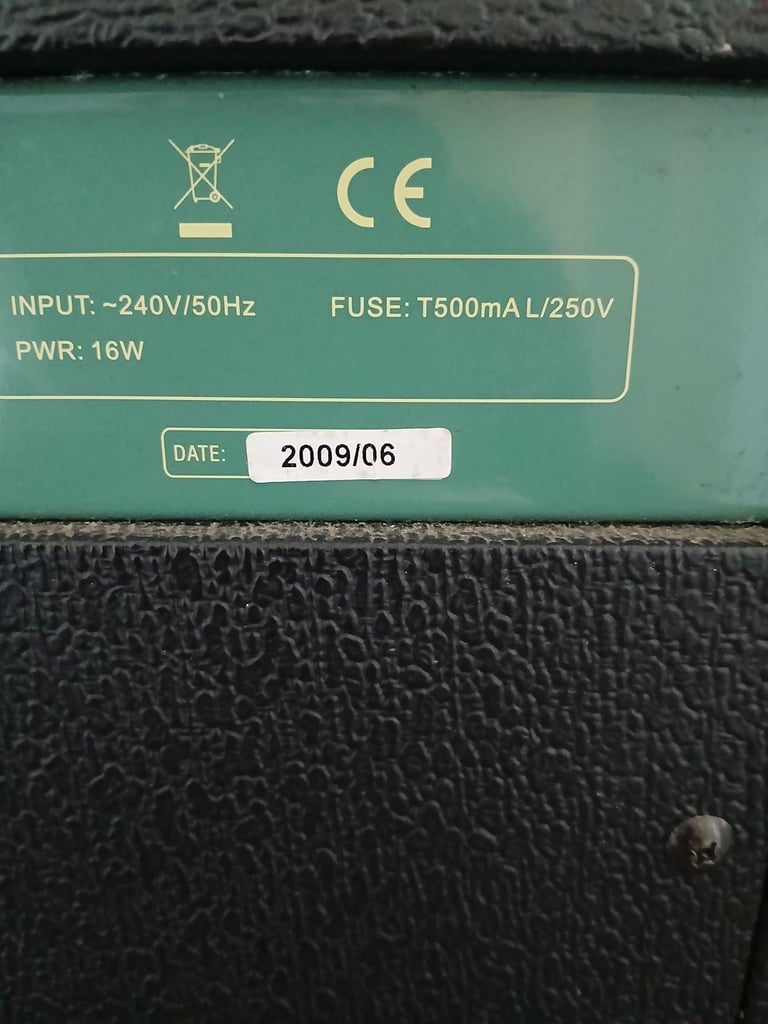 CE
INPUT: ~240V/50Hz FUSE: T500mA L/250V
PWR: 16W
DATE: 2009/06